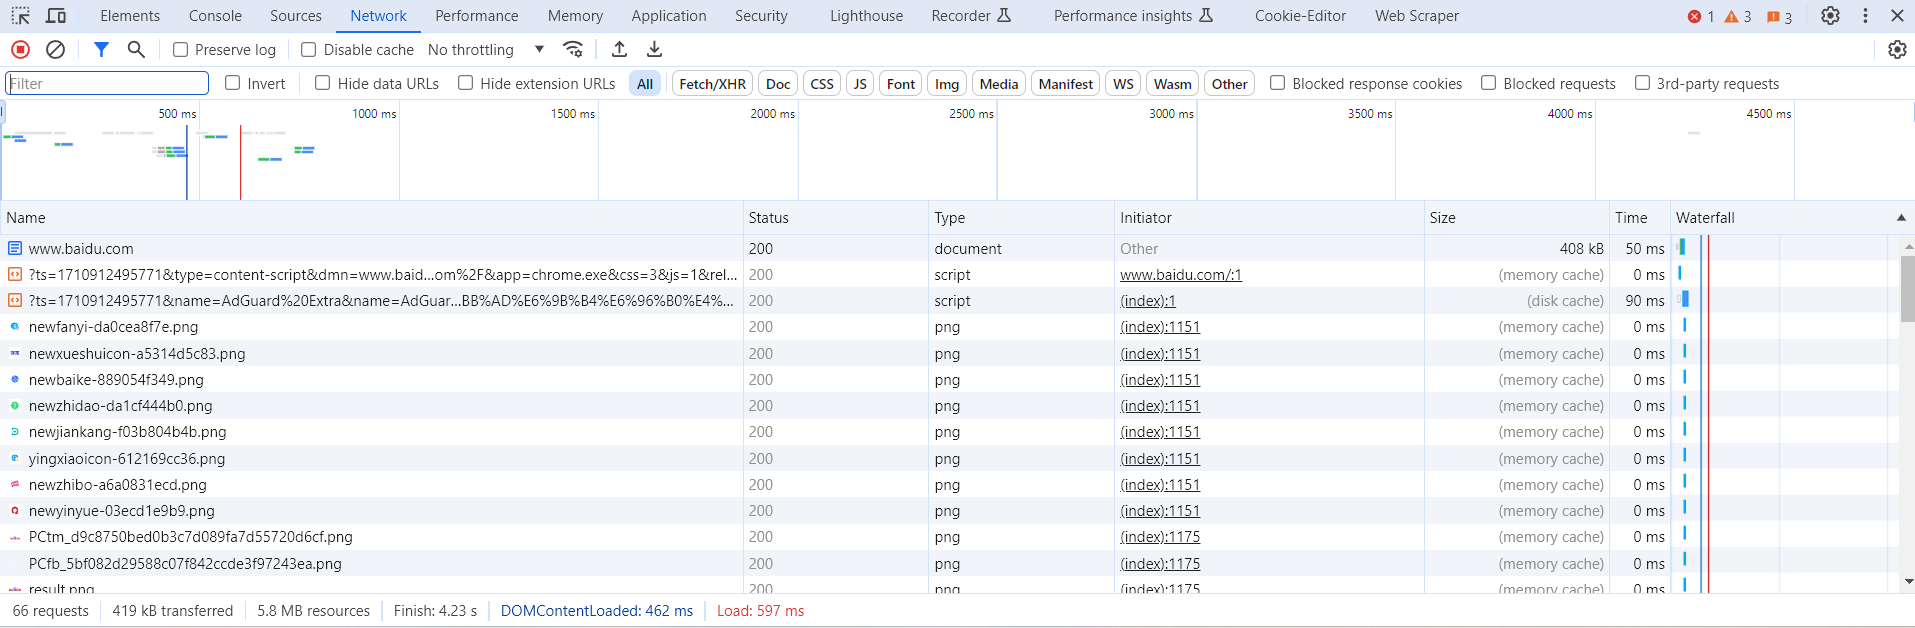 Elements Console Sources Network Performance Memory Application Security Lighthouse Recorder Performance insights Cookie-Editor Web Scraper 1 3 3
Preserve log Disable cache No throttling
Filter Invert Hide data URLs Hide extension URLs All Fetch/XHR Doc CSS JS Font Img Media Manifest WS Wasm Other Blocked response cookies Blocked requests 3rd-party requests
500 ms 1000 ms 1500 ms 2000 ms 2500 ms 3000 ms 3500 ms 4000 ms 4500 ms
Name Status Type Initiator Size Time Waterfall
www.baidu.com 200 document Other 408 kB 50 ms
?ts=1710912495771&type=content-script&dmn=www.baid...om%2F&app=chrome.exe&css=3&js=1&rel... 200 script www.baidu.com/:1 (memory cache) 0 ms
?ts=1710912495771&name=AdGuard%20Extra&name=AdGuar...BB%AD%E6%9B%B4%E6%96%B0%E4%... 200 script (index):1 (disk cache) 90 ms
newfanyi-da0cea8f7e.png 200 png (index):1151 (memory cache) 0 ms
newxueshuicon-a5314d5c83.png 200 png (index):1151 (memory cache) 0 ms
newbaike-889054f349.png 200 png (index):1151 (memory cache) 0 ms
newzhidao-da1cf444b0.png 200 png (index):1151 (memory cache) 0 ms
newjiankang-f03b804b4b.png 200 png (index):1151 (memory cache) 0 ms
yingxiaoicon-612169cc36.png 200 png (index):1151 (memory cache) 0 ms
newzhibo-a6a0831ecd.png 200 png (index):1151 (memory cache) 0 ms
newyinyue-03ecd1e9b9.png 200 png (index):1151 (memory cache) 0 ms
PCtm_d9c8750bed0b3c7d089fa7d55720d6cf.png 200 png (index):1175 (memory cache) 0 ms
PCfb_5bf082d29588c07f842ccde3f97243ea.png 200 png (index):1175 (memory cache) 0 ms
result.png 200 png (index):1175 (memory cache) 0 ms
66 requests 419 kB transferred 5.8 MB resources Finish: 4.23 s DOMContentLoaded: 462 ms Load: 597 ms